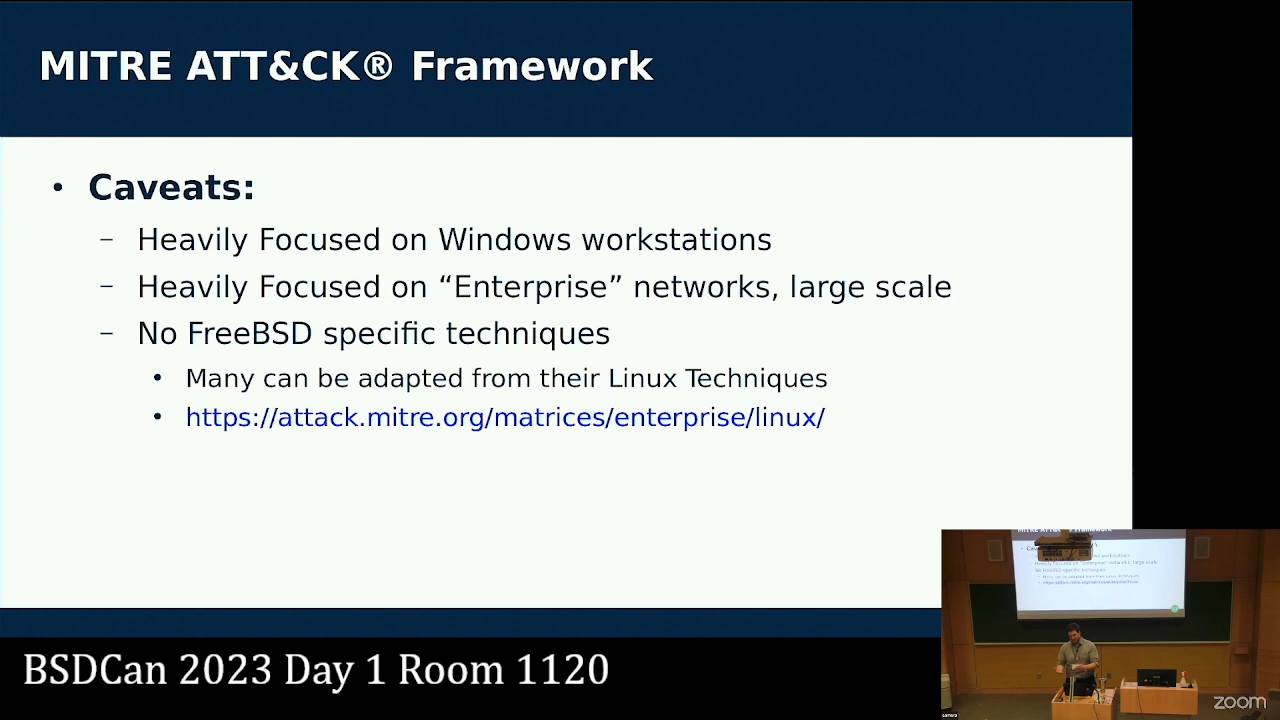 MITRE ATT&CK® Framework
• Caveats:
– Heavily Focused on Windows workstations
– Heavily Focused on “Enterprise” networks, large scale
– No FreeBSD specific techniques
• Many can be adapted from their Linux Techniques
• https://attack.mitre.org/matrices/enterprise/linux/
BSDCan 2023 Day 1 Room 1120
zoom